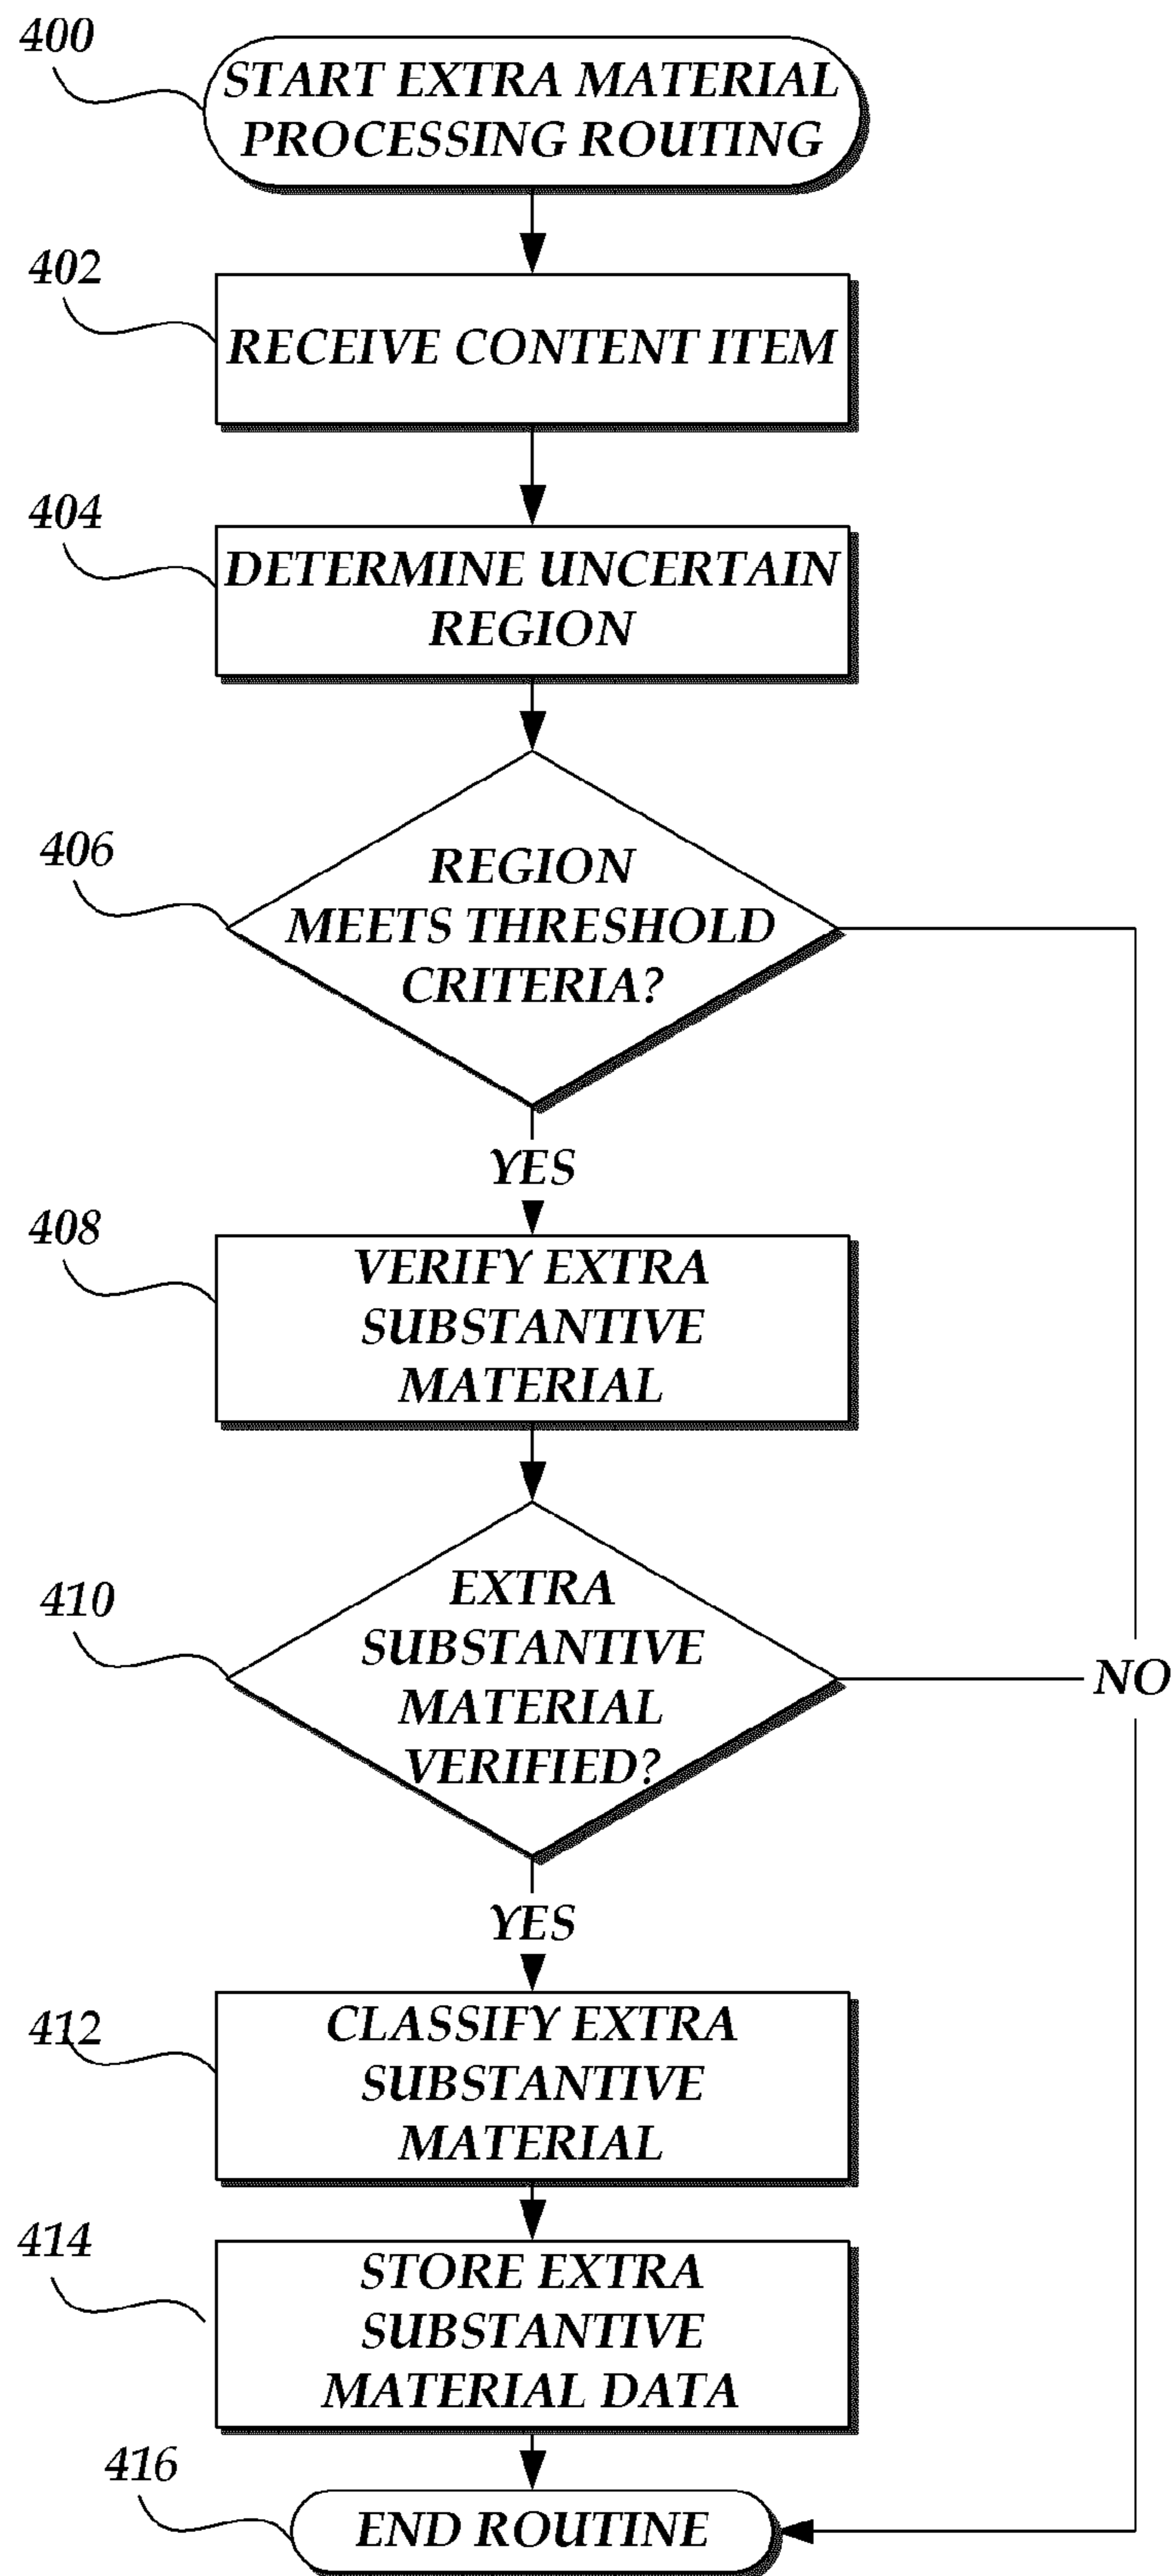 400
START EXTRA MATERIAL
PROCESSING ROUTING
402
RECEIVE CONTENT ITEM
404
DETERMINE UNCERTAIN
REGION
406
REGION
MEETS THRESHOLD
CRITERIA?
YES
408
VERIFY EXTRA
SUBSTANTIVE
MATERIAL
410
EXTRA
SUBSTANTIVE
MATERIAL
VERIFIED?
NO
YES
412
CLASSIFY EXTRA
SUBSTANTIVE
MATERIAL
414
STORE EXTRA
SUBSTANTIVE
MATERIAL DATA
416
END ROUTINE